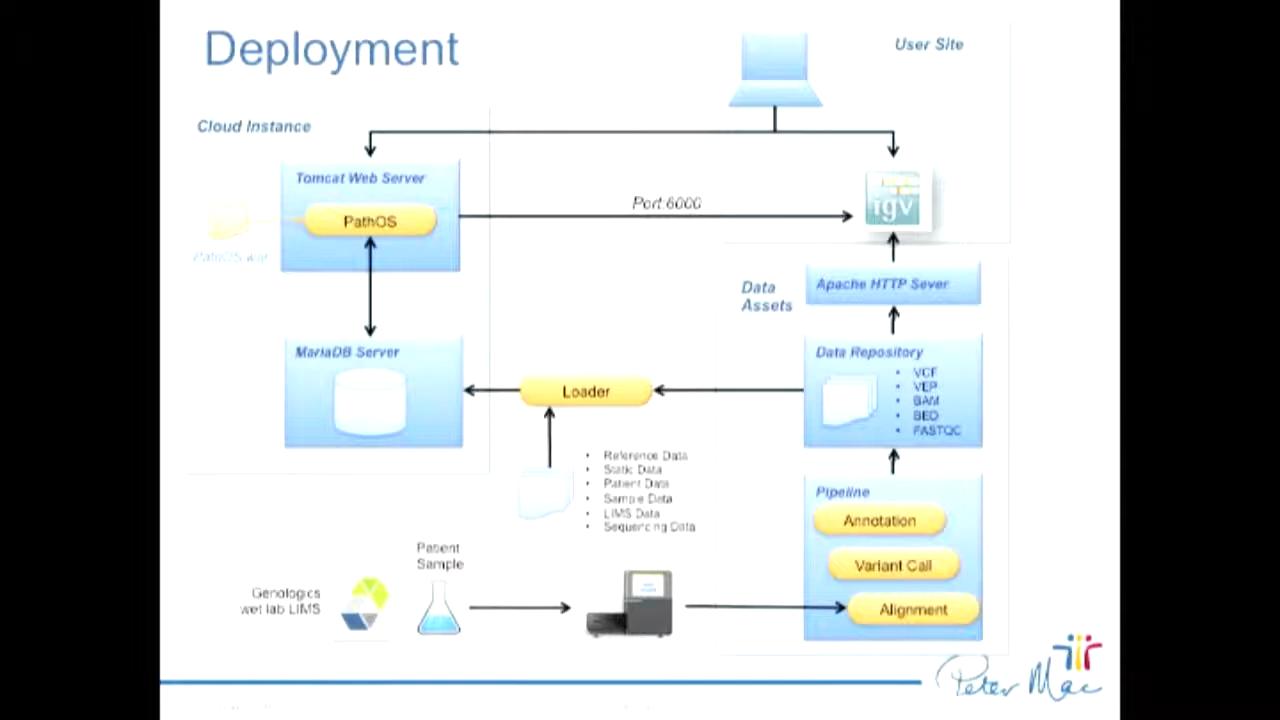 Deployment
User Site
Cloud Instance
Tomcat Web Server
PathOS
PathOS war
Port 6000
igv
Data
Assets
Apache HTTP Sever
MariaDB Server
Loader
Data Repository
• VCF
• VEP
• BAM
• BED
• FASTQC
• Reference Data
• Static Data
• Patient Data
• Sample Data
• LIMS Data
• Sequencing Data
Pipeline
Annotation
Variant Call
Alignment
Patient
Sample
Genologics
wet lab LIMS
Peter Mac